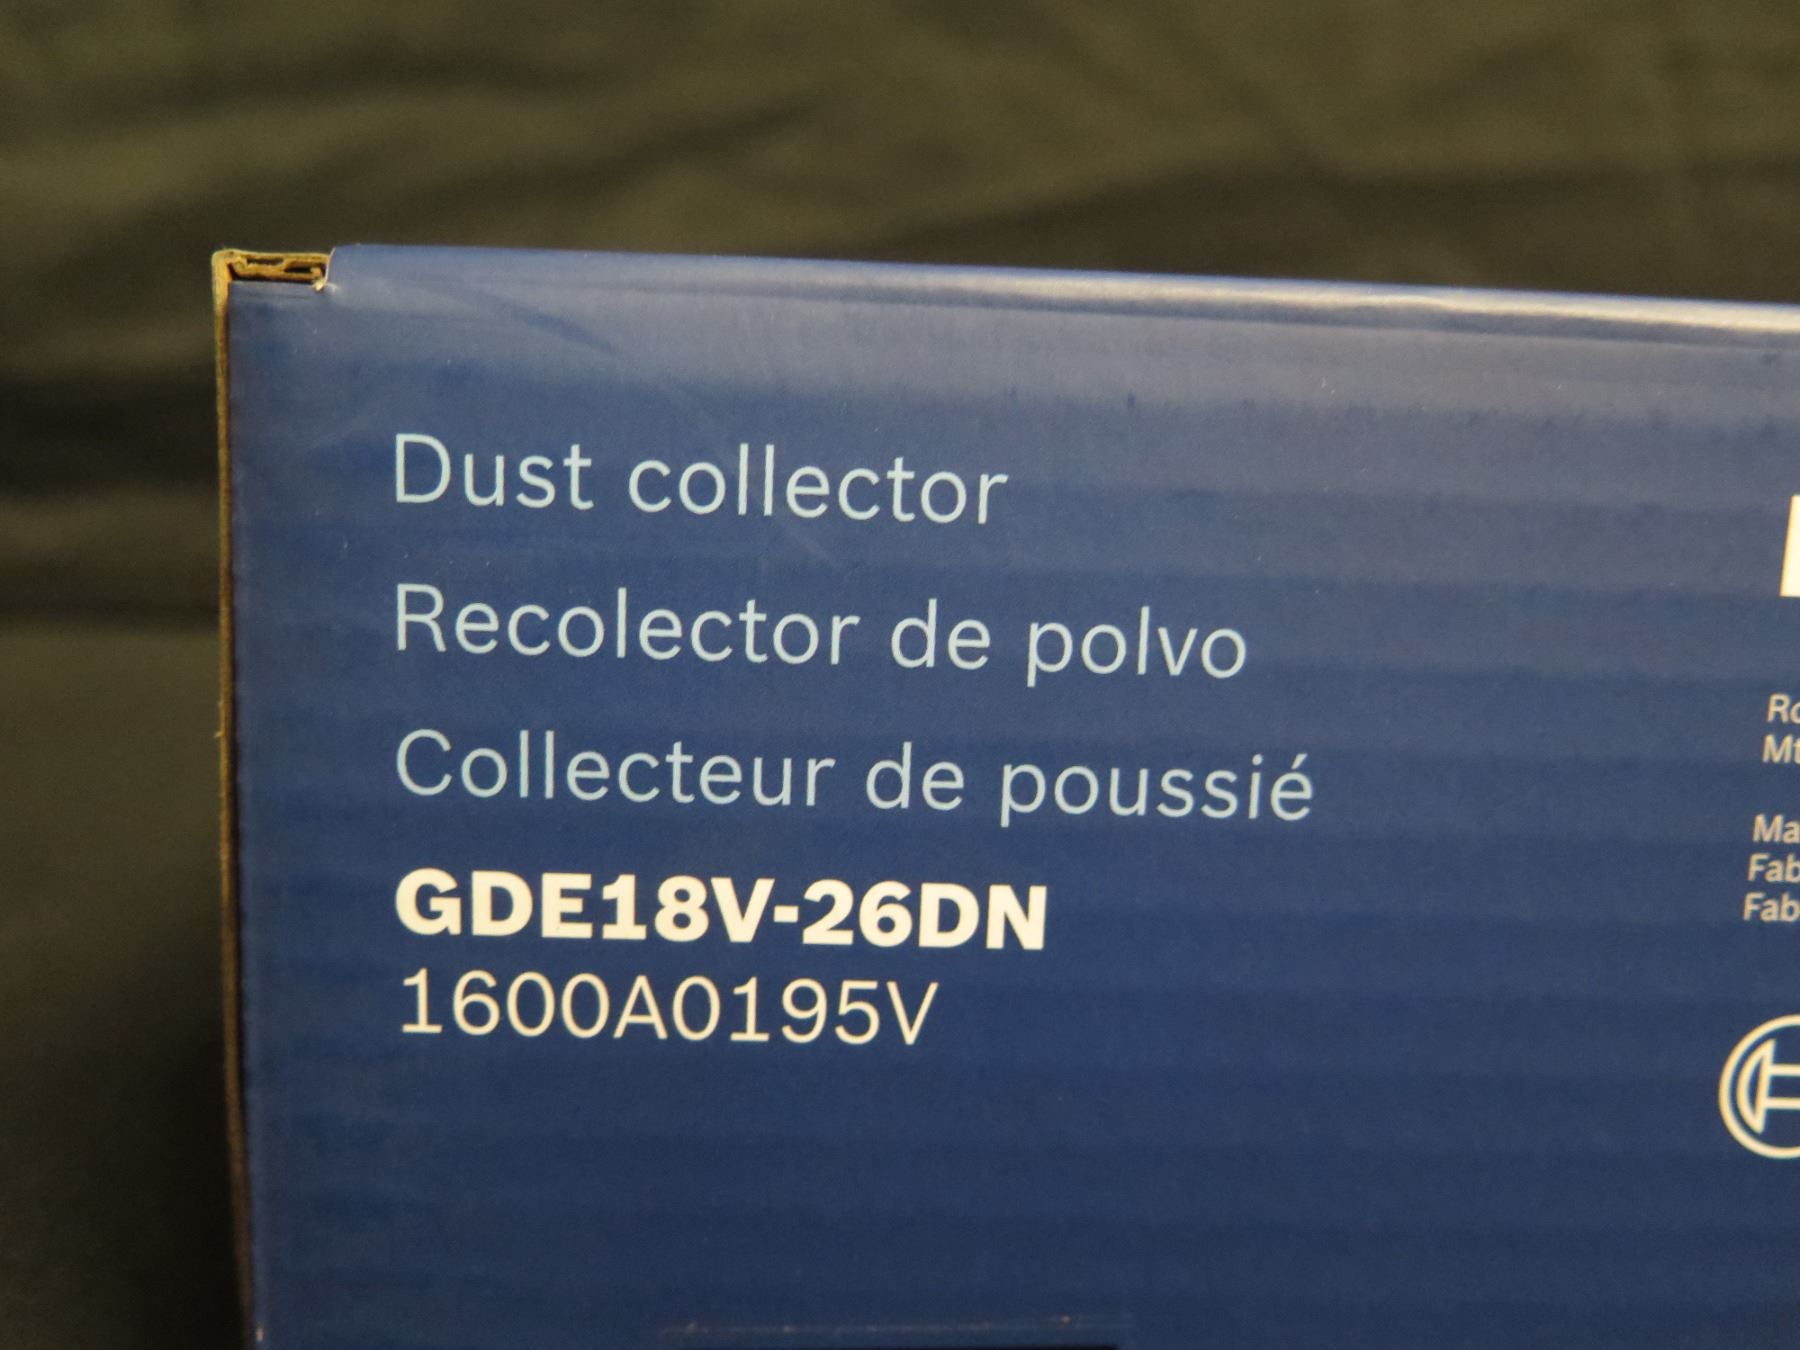 Dust collector
Recolector de polvo
Collecteur de poussié
GDE18V-26DN
1600A0195V